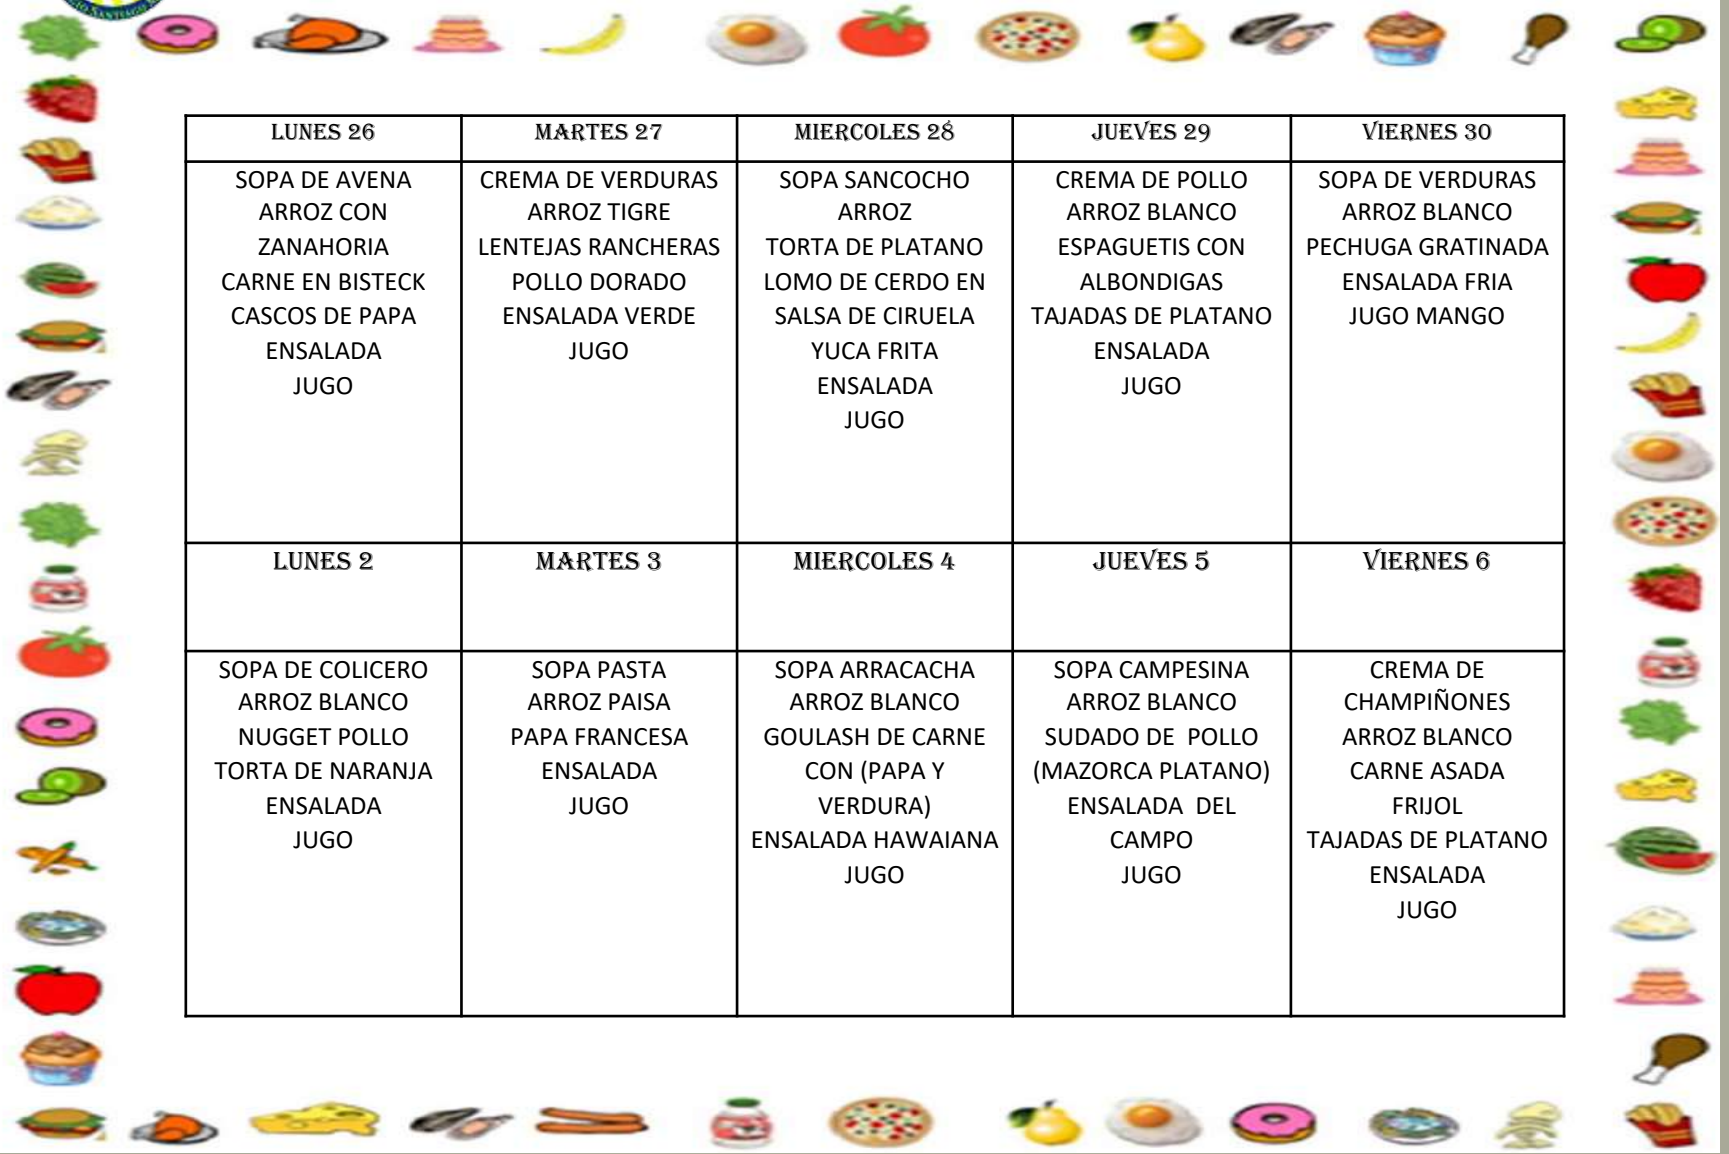 SANTIAGO
LUNES 26
MARTES 27
MIERCOLES 28
JUEVES 29
VIERNES 30
SOPA DE AVENA
ARROZ CON
ZANAHORIA
CARNE EN BISTECK
CASCOS DE PAPA
ENSALADA
JUGO
CREMA DE VERDURAS
ARROZ TIGRE
LENTEJAS RANCHERAS
POLLO DORADO
ENSALADA VERDE
JUGO
SOPA SANCOCHO
ARROZ
TORTA DE PLATANO
LOMO DE CERDO EN
SALSA DE CIRUELA
YUCA FRITA
ENSALADA
JUGO
CREMA DE POLLO
ARROZ BLANCO
ESPAGUETIS CON
ALBONDIGAS
TAJADAS DE PLATANO
ENSALADA
JUGO
SOPA DE VERDURAS
ARROZ BLANCO
PECHUGA GRATINADA
ENSALADA FRIA
JUGO MANGO
LUNES 2
MARTES 3
MIERCOLES 4
JUEVES 5
VIERNES 6
SOPA DE COLICERO
ARROZ BLANCO
NUGGET POLLO
TORTA DE NARANJA
ENSALADA
JUGO
SOPA PASTA
ARROZ PAISA
PAPA FRANCESA
ENSALADA
JUGO
SOPA ARRACACHA
ARROZ BLANCO
GOULASH DE CARNE
CON (PAPA Y
VERDURA)
ENSALADA HAWAIANA
JUGO
SOPA CAMPESINA
ARROZ BLANCO
SUDADO DE  POLLO
(MAZORCA PLATANO)
ENSALADA  DEL
CAMPO
JUGO
CREMA DE
CHAMPIÑONES
ARROZ BLANCO
CARNE ASADA
FRIJOL
TAJADAS DE PLATANO
ENSALADA
JUGO